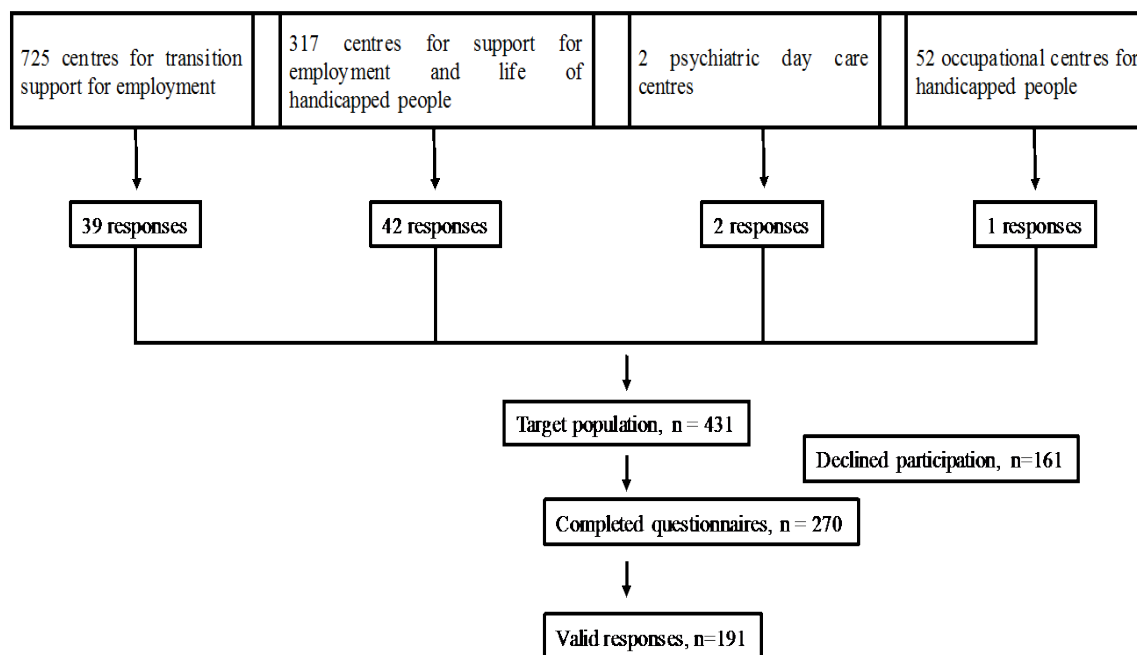 725 centres for transition
support for employment
317 centres for support for
employment and life of
handicapped people
2 psychiatric day care
centres
52 occupational centres for
handicapped people
39 responses
42 responses
2 responses
1 responses
Target population, n = 431
Declined participation, n=161
Completed questionnaires, n = 270
Valid responses, n=191